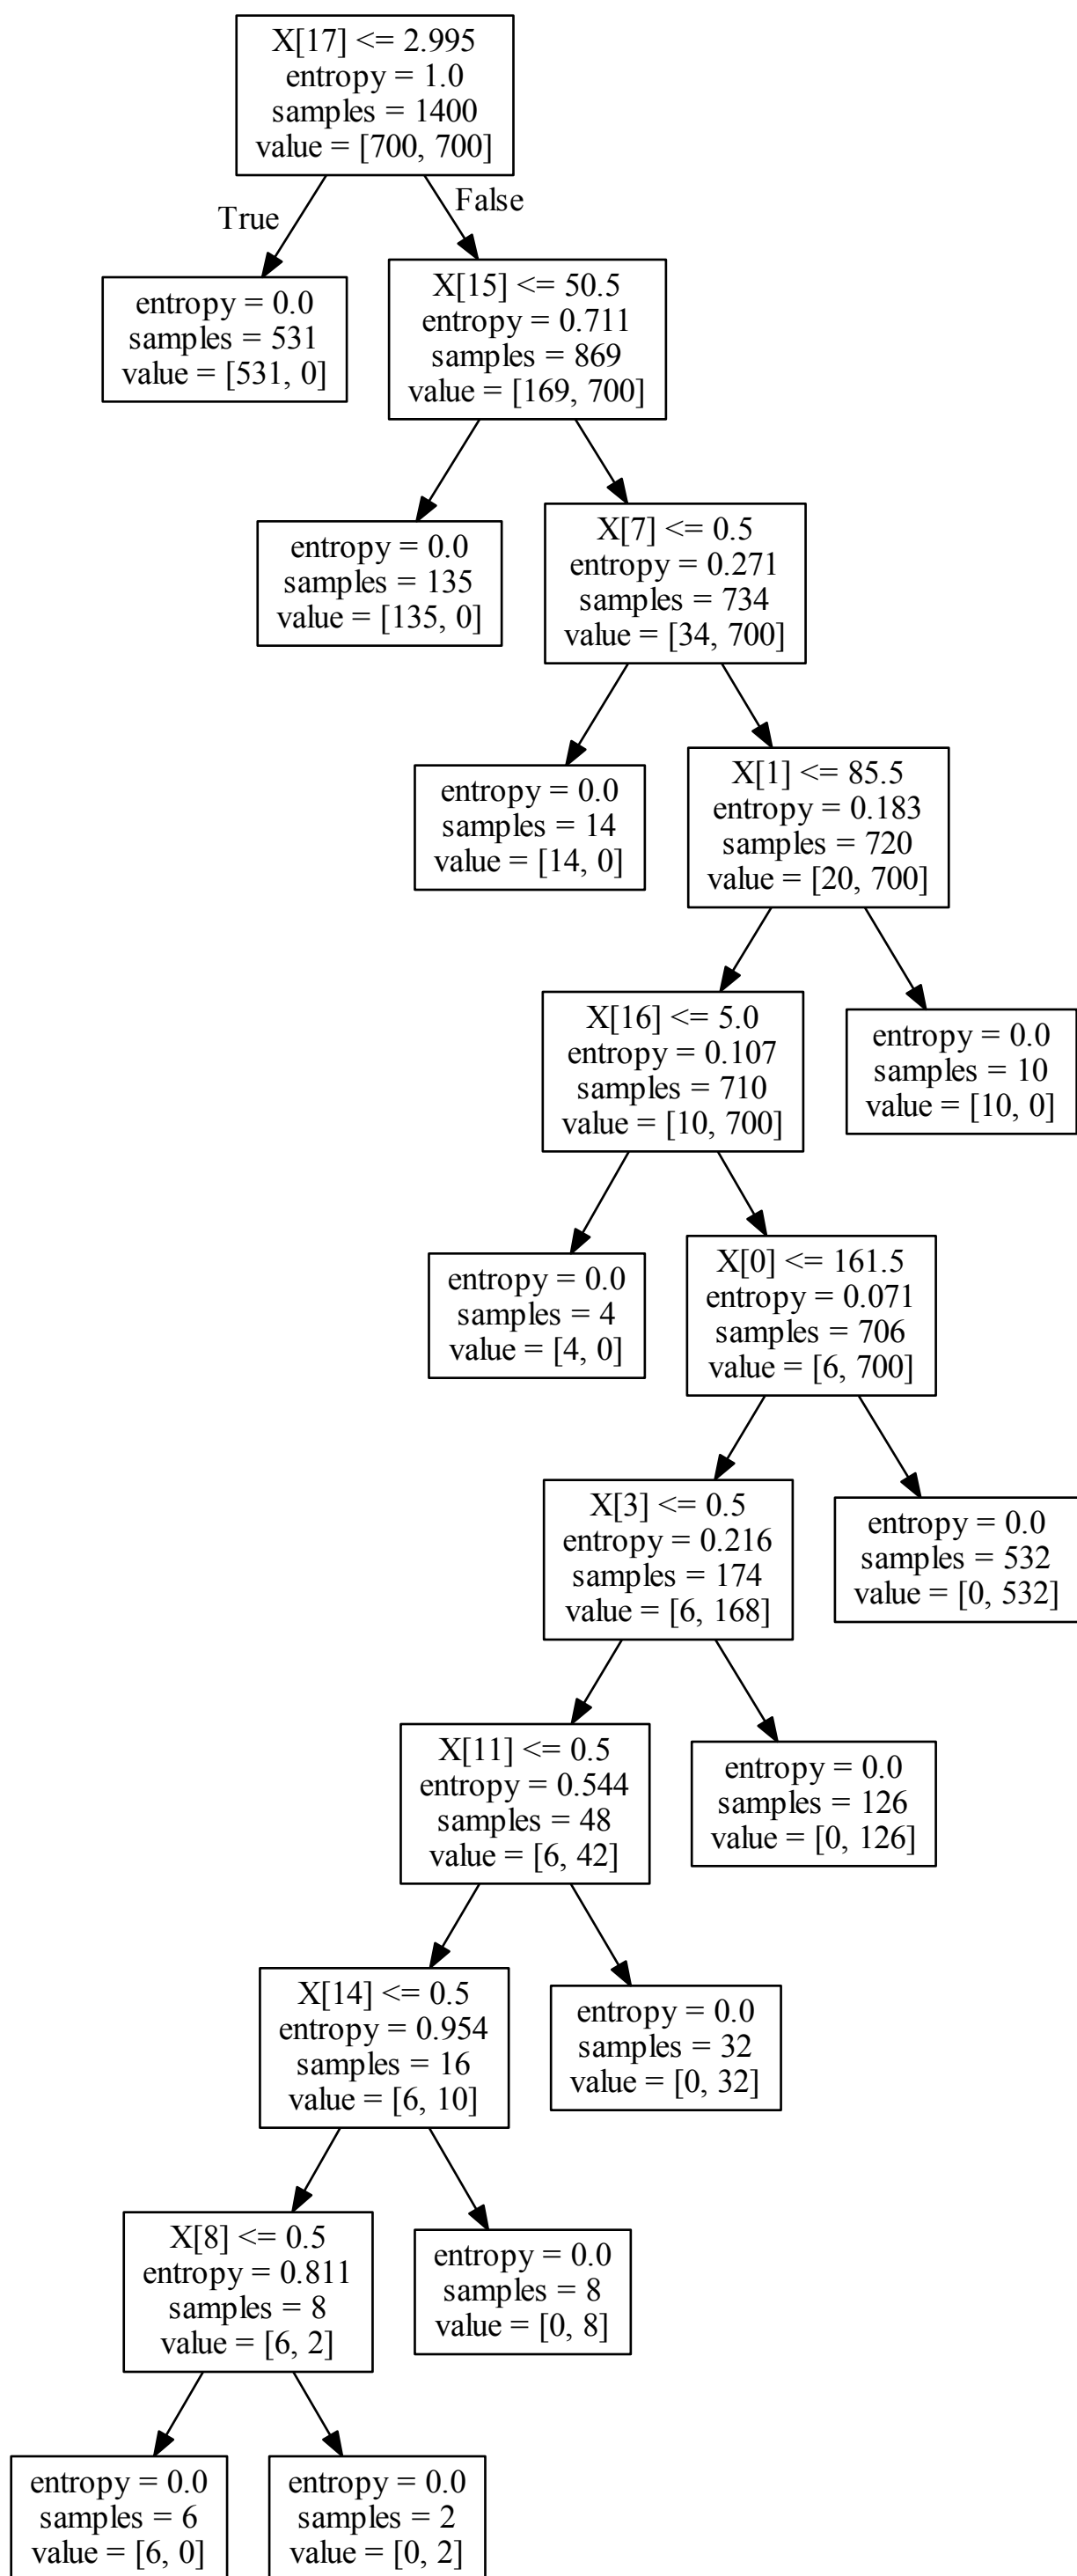 X[17] <= 2.995
entropy = 1.0
samples = 1400
value = [700, 700]
True
False
entropy = 0.0
samples = 531
value = [531, 0]
X[15] <= 50.5
entropy = 0.711
samples = 869
value = [169, 700]
entropy = 0.0
samples = 135
value = [135, 0]
X[7] <= 0.5
entropy = 0.271
samples = 734
value = [34, 700]
entropy = 0.0
samples = 14
value = [14, 0]
X[1] <= 85.5
entropy = 0.183
samples = 720
value = [20, 700]
X[16] <= 5.0
entropy = 0.107
samples = 710
value = [10, 700]
entropy = 0.0
samples = 10
value = [10, 0]
entropy = 0.0
samples = 4
value = [4, 0]
X[0] <= 161.5
entropy = 0.071
samples = 706
value = [6, 700]
X[3] <= 0.5
entropy = 0.216
samples = 174
value = [6, 168]
entropy = 0.0
samples = 532
value = [0, 532]
X[11] <= 0.5
entropy = 0.544
samples = 48
value = [6, 42]
entropy = 0.0
samples = 126
value = [0, 126]
X[14] <= 0.5
entropy = 0.954
samples = 16
value = [6, 10]
entropy = 0.0
samples = 32
value = [0, 32]
X[8] <= 0.5
entropy = 0.811
samples = 8
value = [6, 2]
entropy = 0.0
samples = 8
value = [0, 8]
entropy = 0.0
samples = 6
value = [6, 0]
entropy = 0.0
samples = 2
value = [0, 2]